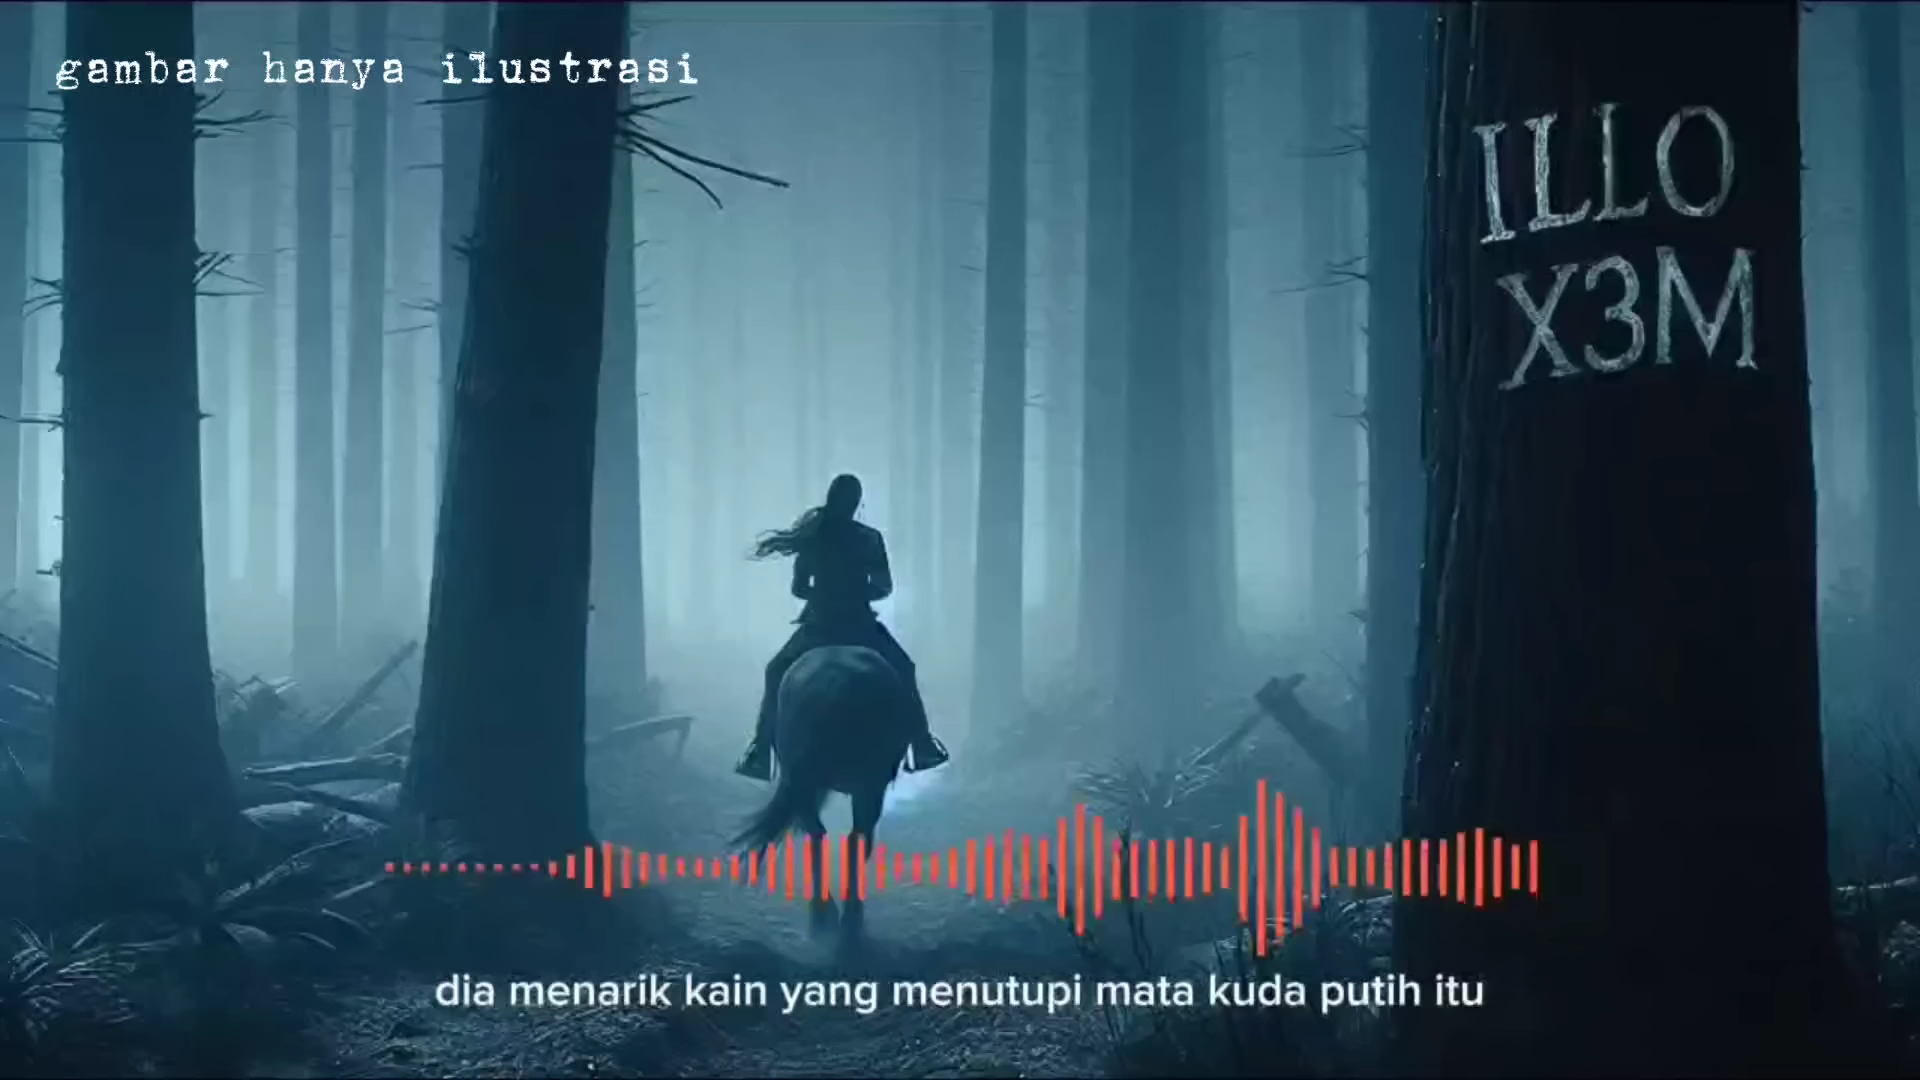 gambar hanya ilustrasi
ILLO
X3M
dia menarik kain yang menutupi mata kuda putih itu